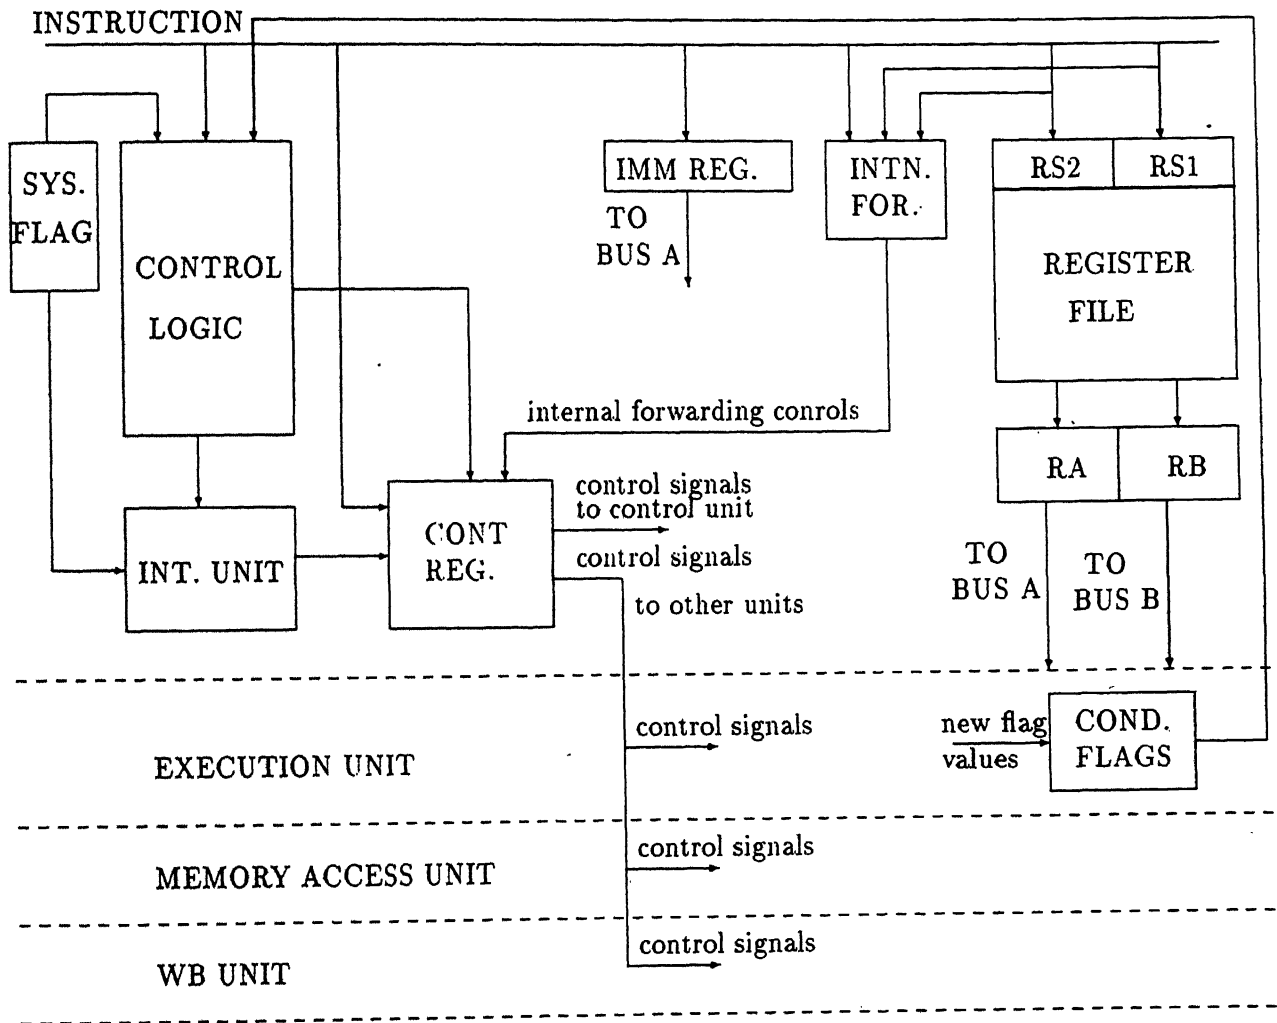 INSTRUCTION
SYS.
FLAG
CONTROL
LOGIC
IMM REG.
TO
BUS A
INTN.
FOR.
RS2
RS1
REGISTER
FILE
internal forwarding conrols
RA
RB
INT. UNIT
CONT
REG.
control signals
to control unit
control signals
to other units
TO
BUS A
TO
BUS B
EXECUTION UNIT
control signals
new flag
values
COND.
FLAGS
MEMORY ACCESS UNIT
control signals
WB UNIT
control signals